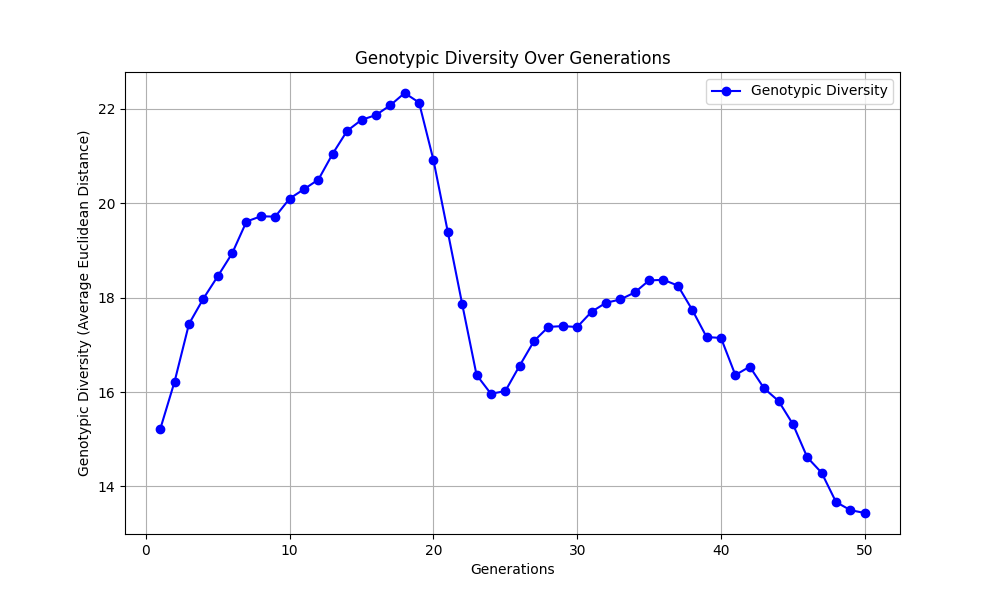 Genotypic Diversity Over Generations
Genotypic Diversity
Genotypic Diversity (Average Euclidean Distance)
22
20
18
16
14
0 10 20 30 40 50
Generations